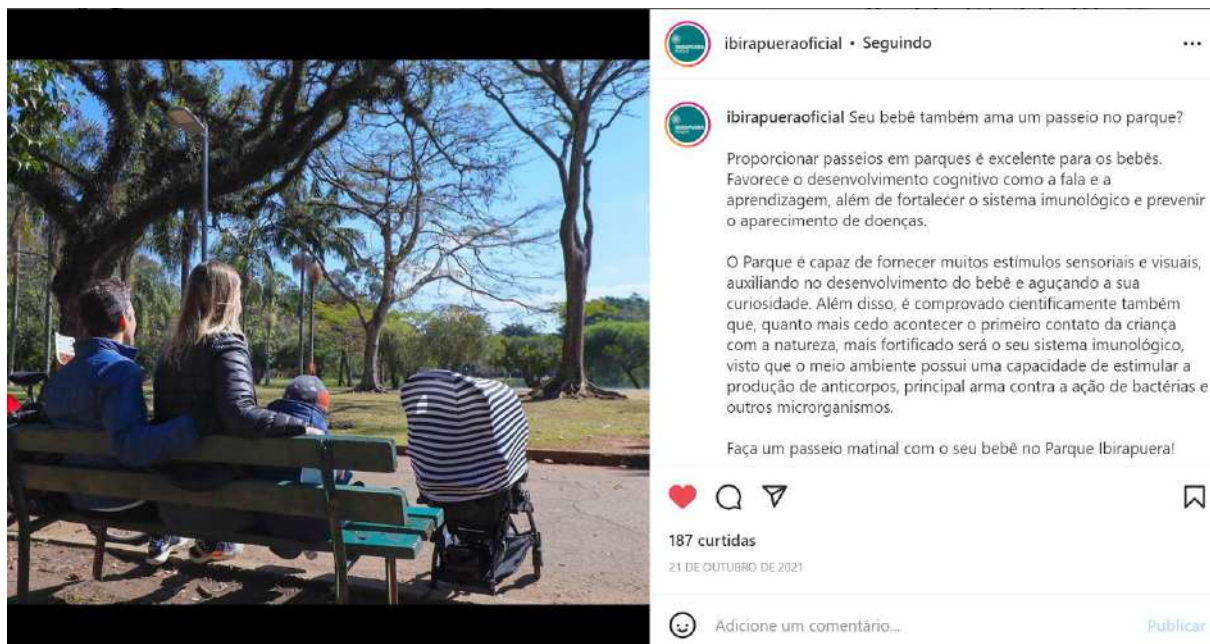 ibirapueraoficial • Seguindo
ibirapueraoficial Seu bebê também ama um passeio no parque?
Proporcionar passeios em parques é excelente para os bebês.
Favorece o desenvolvimento cognitivo como a fala e a
aprendizagem, além de fortalecer o sistema imunológico e prevenir
o aparecimento de doenças.
O Parque é capaz de fornecer muitos estímulos sensoriais e visuais,
auxiliando no desenvolvimento do bebê e aguçando a sua
curiosidade. Além disso, é comprovado cientificamente também
que, quanto mais cedo acontecer o primeiro contato da criança
com a natureza, mais fortificado será o seu sistema imunológico,
visto que o meio ambiente possui uma capacidade de estimular a
produção de anticorpos, principal arma contra a ação de bactérias e
outros microrganismos.
Faça um passeio matinal com o seu bebê no Parque Ibirapuera!
187 curtidas
21 DE OUTUBRO DE 2021
Adicione um comentário...
Publicar